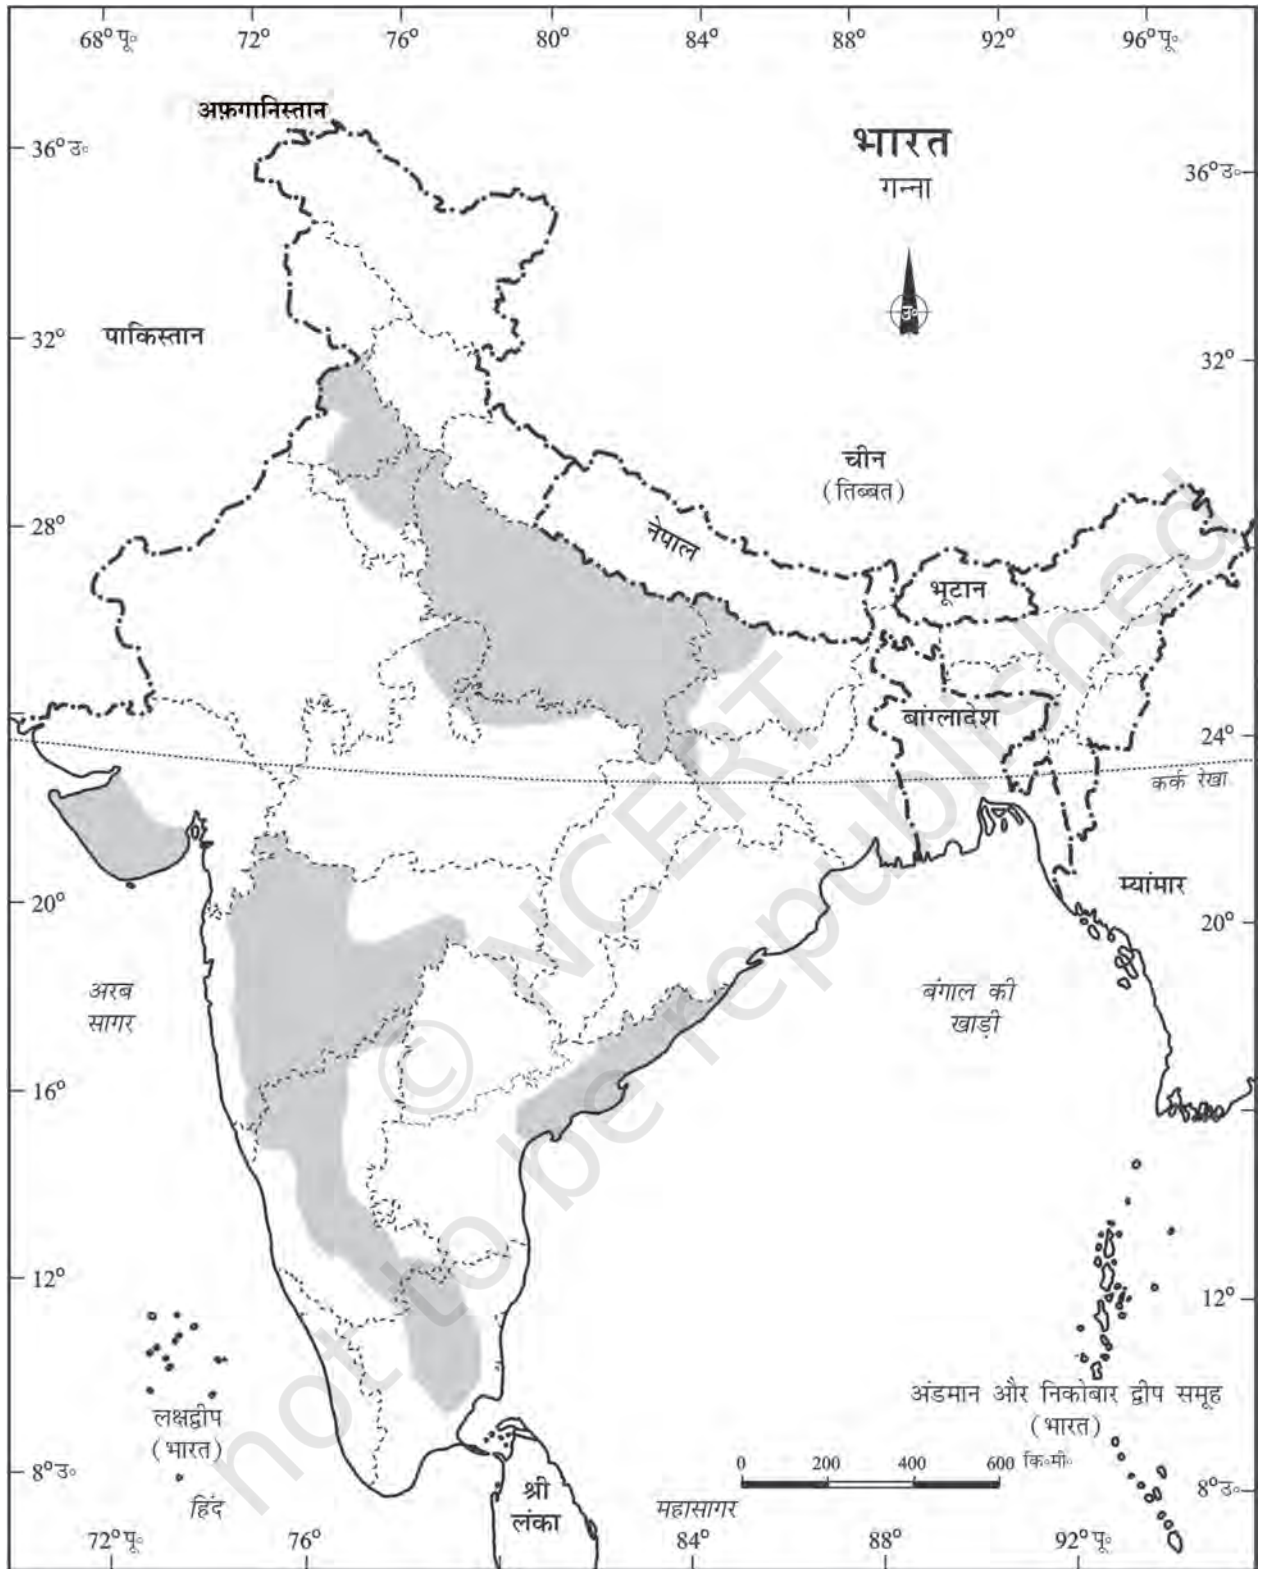 68° पू॰ 72° 76° 80° 84° 88° 92° 96° पू॰
अफ़गानिस्तान
36° उ॰
भारत
गन्ना
36° उ॰
उ॰
पाकिस्तान
32°
32°
चीन
(तिब्बत)
28°
नेपाल
भूटान
बांग्लादेश
24°
कर्क रेखा
म्यांमार
20°
20°
अरब
सागर
बंगाल की
खाड़ी
16°
© NCERT
not to be republished
12°
12°
लक्षद्वीप
(भारत)
अंडमान और निकोबार द्वीप समूह
(भारत)
0 200 400 600 कि॰मी॰
8° उ॰
8° उ॰
हिंद
श्री
लंका
महासागर
72° पू॰ 76° 84° 88° 92° पू॰